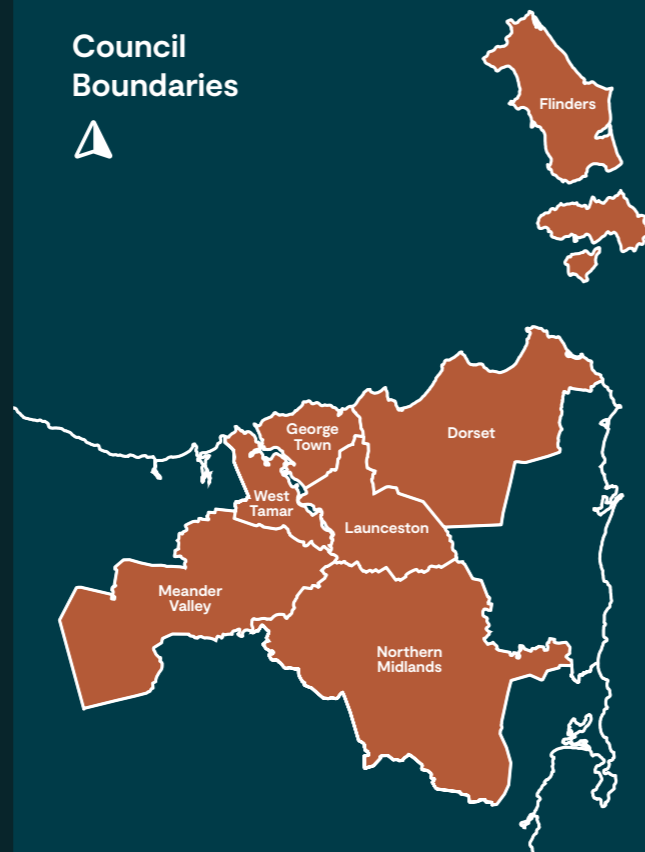 Council
Boundaries
Flinders
George
Town
Dorset
West
Tamar
Launceston
Meander
Valley
Northern
Midlands